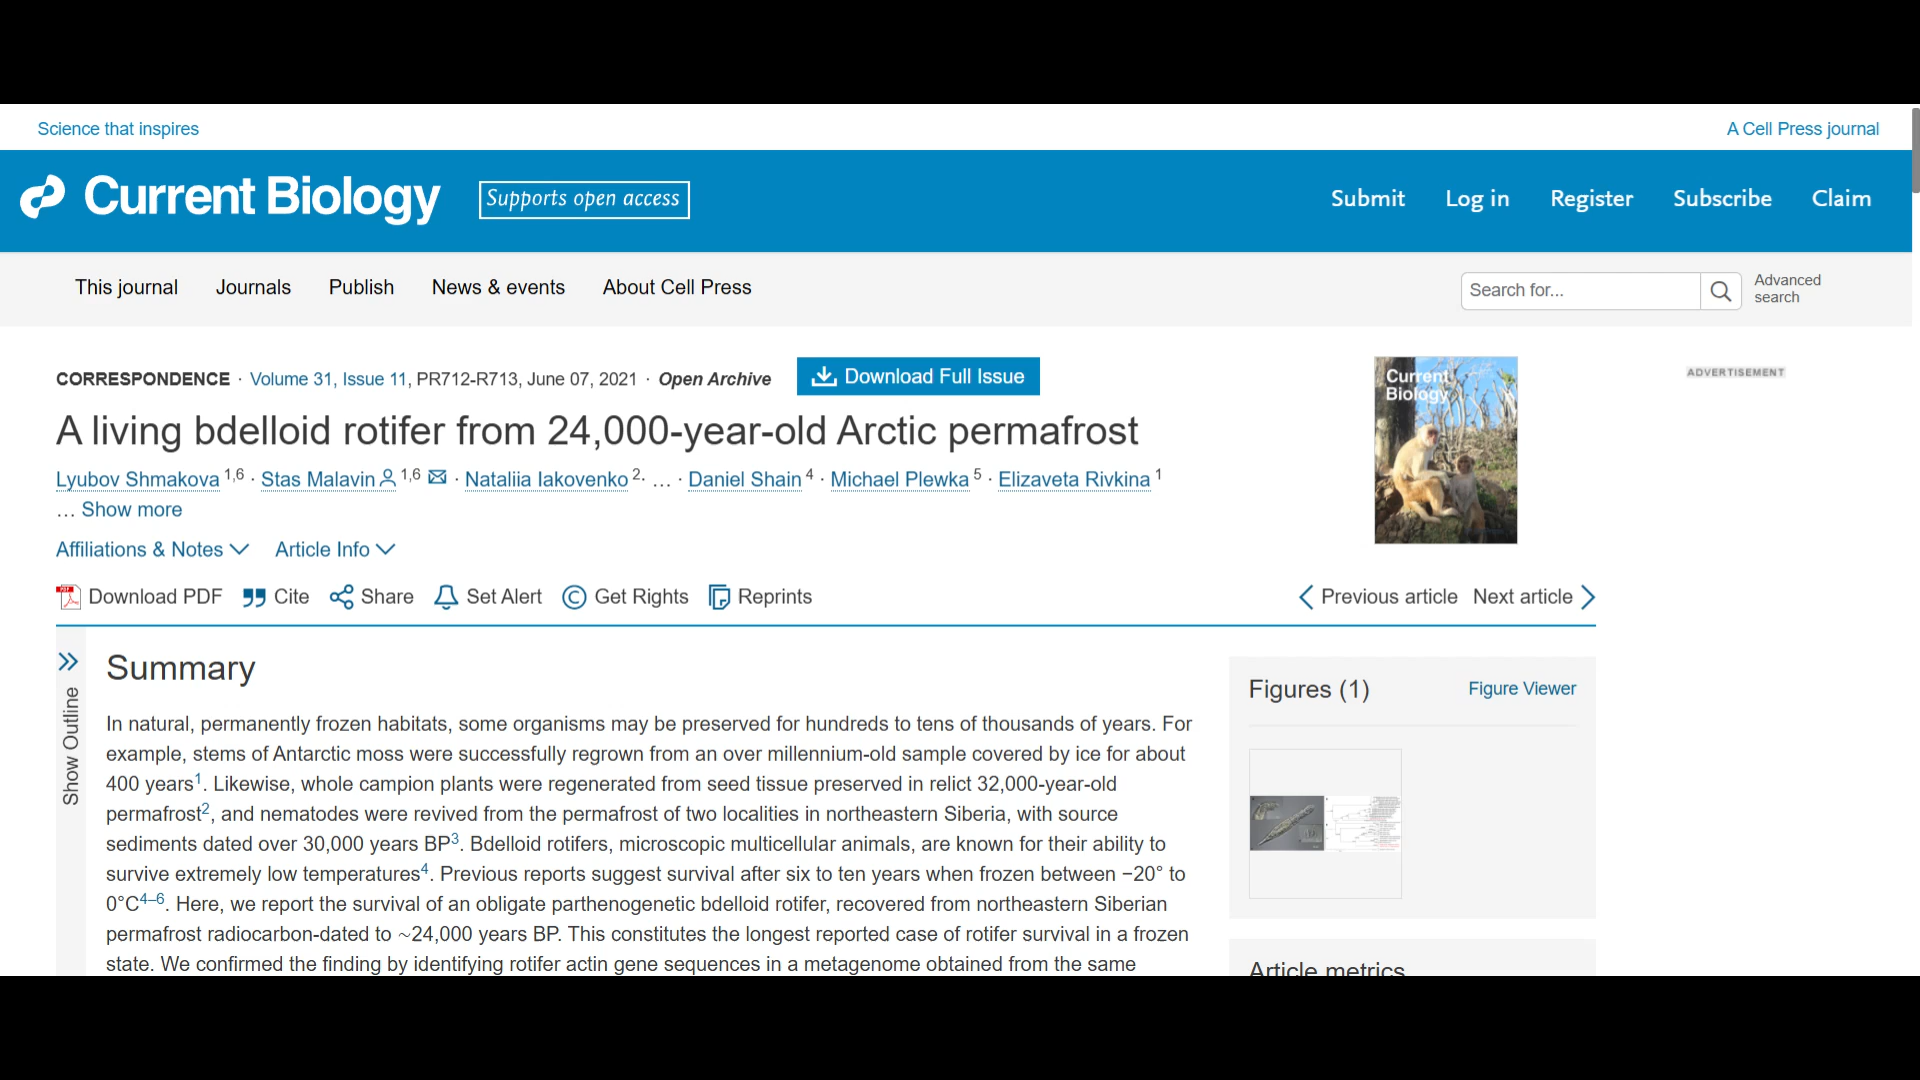 Science that inspires
A Cell Press journal
Current Biology
Supports open access
Submit
Log in
Register
Subscribe
Claim
This journal
Journals
Publish
News & events
About Cell Press
Search for...
Advanced
search
CORRESPONDENCE · Volume 31, Issue 11, PR712-R713, June 07, 2021 · Open Archive
Download Full Issue
A living bdelloid rotifer from 24,000-year-old Arctic permafrost
Lyubov Shmakova 1,6 · Stas Malavin 1,6 · Nataliia Iakovenko 2. … · Daniel Shain 4 · Michael Plewka 5 · Elizaveta Rivkina 1
… Show more
Affiliations & Notes
Article Info
Download PDF
Cite
Share
Set Alert
Get Rights
Reprints
Previous article
Next article
Current
Biology
ADVERTISEMENT
Show Outline
Summary
In natural, permanently frozen habitats, some organisms may be preserved for hundreds to tens of thousands of years. For
example, stems of Antarctic moss were successfully regrown from an over millennium-old sample covered by ice for about
400 years1. Likewise, whole campion plants were regenerated from seed tissue preserved in relict 32,000-year-old
permafrost2, and nematodes were revived from the permafrost of two localities in northeastern Siberia, with source
sediments dated over 30,000 years BP3. Bdelloid rotifers, microscopic multicellular animals, are known for their ability to
survive extremely low temperatures4. Previous reports suggest survival after six to ten years when frozen between −20° to
0°C4–6. Here, we report the survival of an obligate parthenogenetic bdelloid rotifer, recovered from northeastern Siberian
permafrost radiocarbon-dated to ~24,000 years BP. This constitutes the longest reported case of rotifer survival in a frozen
state. We confirmed the finding by identifying rotifer actin gene sequences in a metagenome obtained from the same
Figures (1)
Figure Viewer
Article metrics